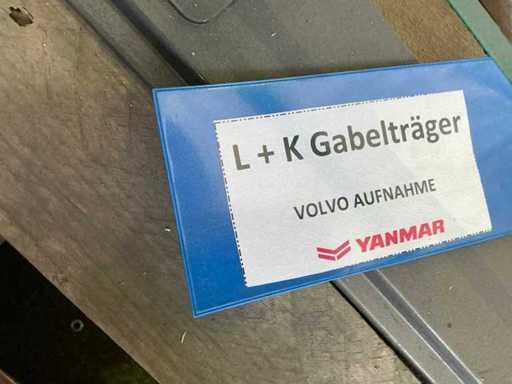 L + K Gabelträger
VOLVO AUFNAHME
YANMAR